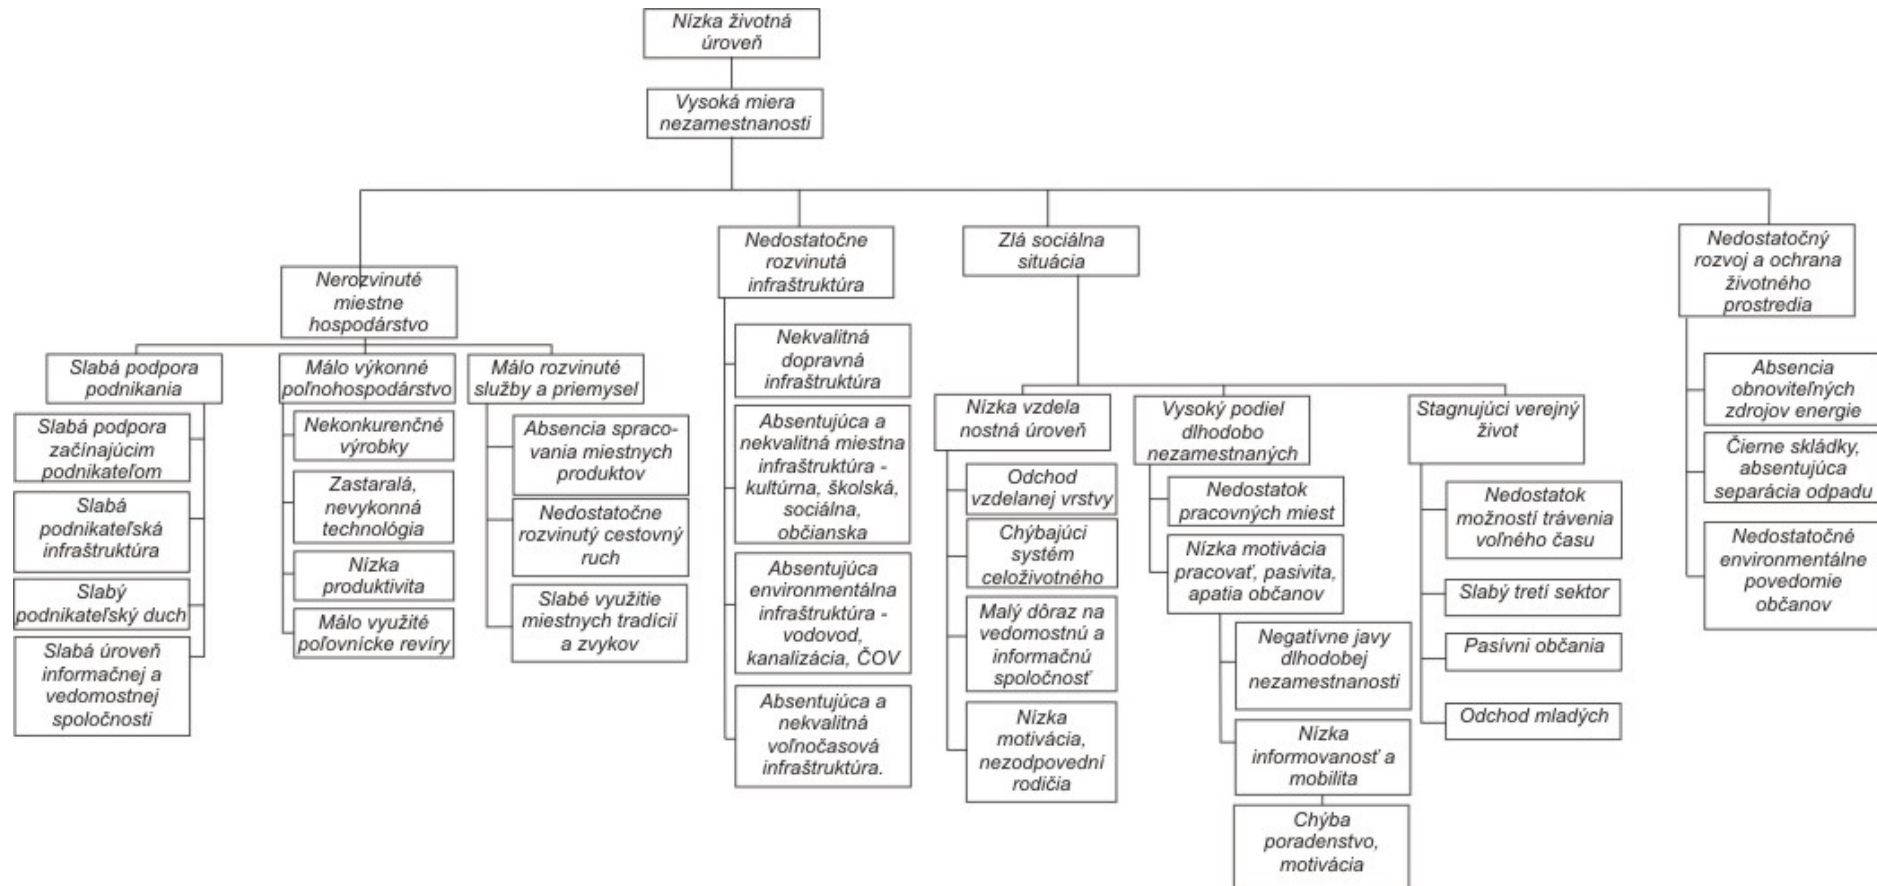 Nízka životná
úroveň
Vysoká miera
nezamestnanosti
Nerozvinuté
miestne
hospodárstvo
Slabá podpora
podnikania
Slabá podpora
začínajúcim
podnikateľom
Slabá
podnikateľská
infraštruktúra
Slabý
podnikateľský duch
Slabá úroveň
informačnej a
vedomostnej
spoločnosti
Málo výkonné
poľnohospodárstvo
Nekonkurenčné
výrobky
Zastaralá,
nevykonná
technológia
Nízka
produktivita
Málo využité
poľovnícke revíry
Málo rozvinuté
služby a priemysel
Absencia spraco-
vania miestnych
produktov
Nedostatočne
rozvinutý cestovný
ruch
Slabé využitie
miestnych tradícií
a zvykov
Nedostatočne
rozvinutá
infraštruktúra
Nekvalitná
dopravná
infraštruktúra
Absentujúca a
nekvalitná miestna
infraštruktúra -
kultúrna, školská,
sociálna,
občianska
Absentujúca
environmentálna
infraštruktúra -
vodovod,
kanalizácia, ČOV
Absentujúca a
nekvalitná
voľnočasová
infraštruktúra.
Zlá sociálna
situácia
Nízka vzdela
nostná úroveň
Odchod
vzdelanej vrstvy
Chýbajúci
systém
celoživotného
Malý dôraz na
vedomostnú a
informačnú
spoločnosť
Nízka
motivácia,
nezodpovední
rodičia
Vysoký podiel
dlhodobo
nezamestnaných
Nedostatok
pracovných miest
Nízka motivácia
pracovať, pasivita,
apatia občanov
Negatívne javy
dlhodobej
nezamestnanosti
Nízka
informovanosť a
mobilita
Chýba
poradenstvo,
motivácia
Stagnujúci verejný
život
Nedostatok
možností trávenia
voľného času
Slabý tretí sektor
Pasívni občania
Odchod mladých
Nedostatočný
rozvoj a ochrana
životného
prostredia
Absencia
obnoviteľných
zdrojov energie
Čierne skládky,
absentujúca
separácia odpadu
Nedostatočné
environmentálne
povedomie
občanov